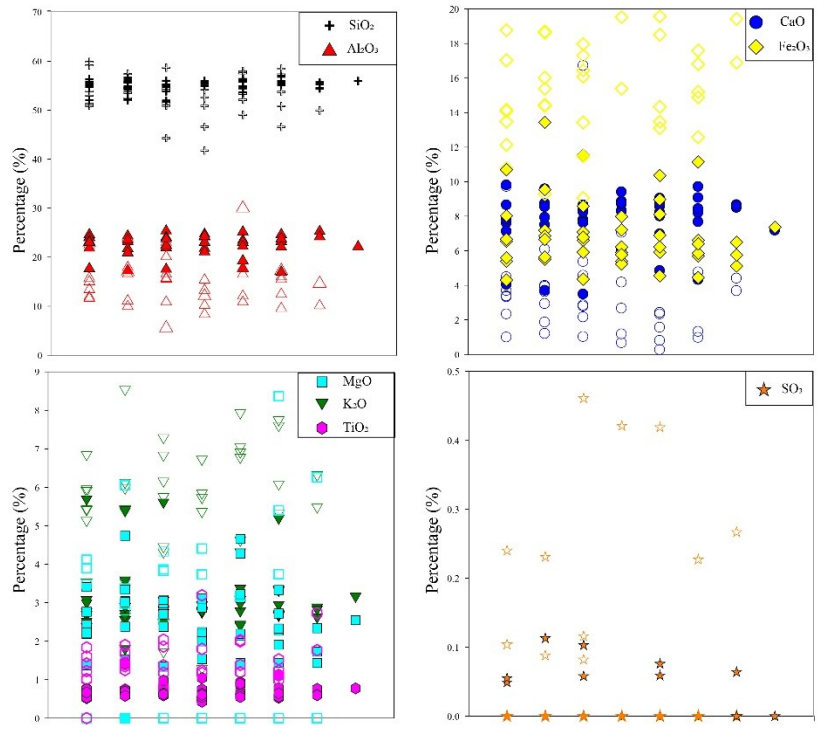 70
60
50
40
30
20
10
0
Percentage (%)
SiO₂
Al₂O₃
20
18
16
14
12
10
8
6
4
2
0
Percentage (%)
CaO
Fe₂O₃
9
8
7
6
5
4
3
2
1
0
Percentage (%)
MgO
K₂O
TiO₂
0.5
0.4
0.3
0.2
0.1
0.0
Percentage (%)
SO₃